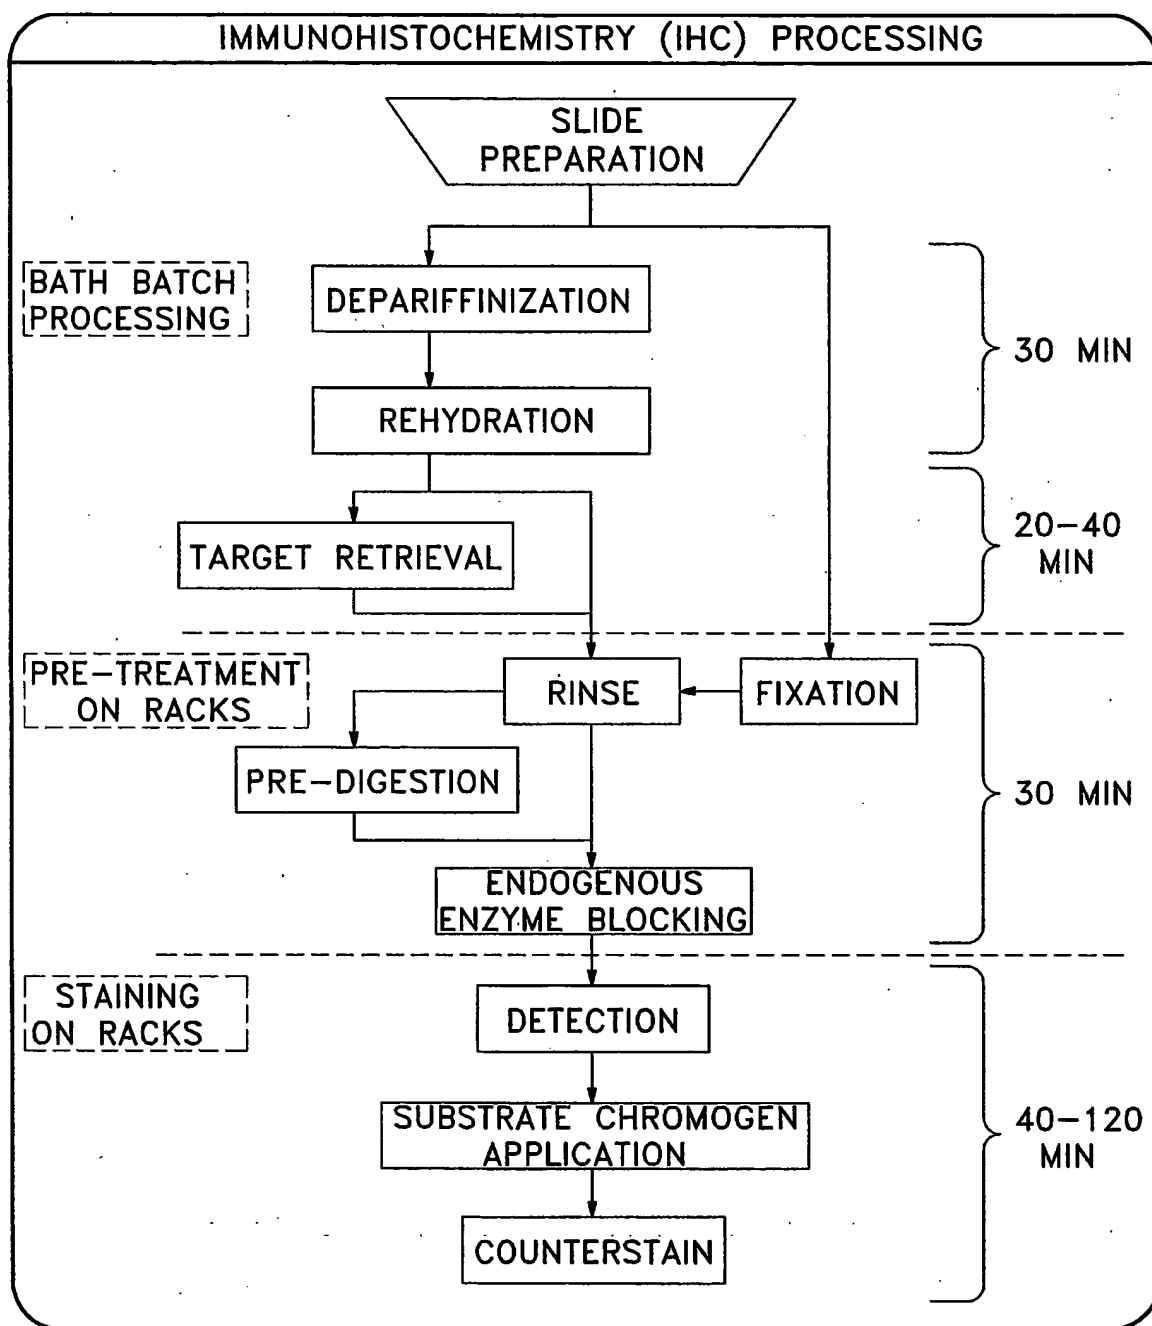 IMMUNOHISTOCHEMISTRY (IHC) PROCESSING
SLIDE
PREPARATION
BATH BATCH
PROCESSING
DEPARIFFINIZATION
30 MIN
REHYDRATION
TARGET RETRIEVAL
20-40
MIN
PRE-TREATMENT
ON RACKS
RINSE
FIXATION
PRE-DIGESTION
30 MIN
ENDOGENOUS
ENZYME BLOCKING
STAINING
ON RACKS
DETECTION
SUBSTRATE CHROMOGEN
APPLICATION
40-120
MIN
COUNTERSTAIN